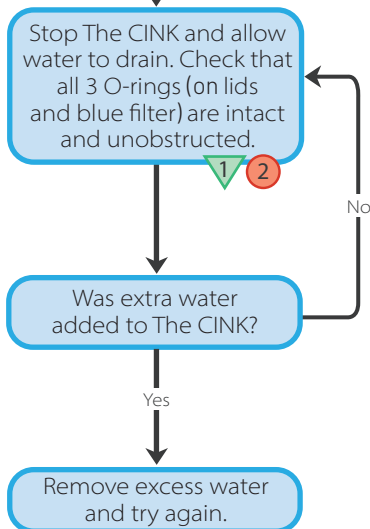 Stop The CINK and allow
water to drain. Check that
all 3 O-rings (on lids
and blue filter) are intact
and unobstructed.
1
2
No
Was extra water
added to The CINK?
Yes
Remove excess water
and try again.